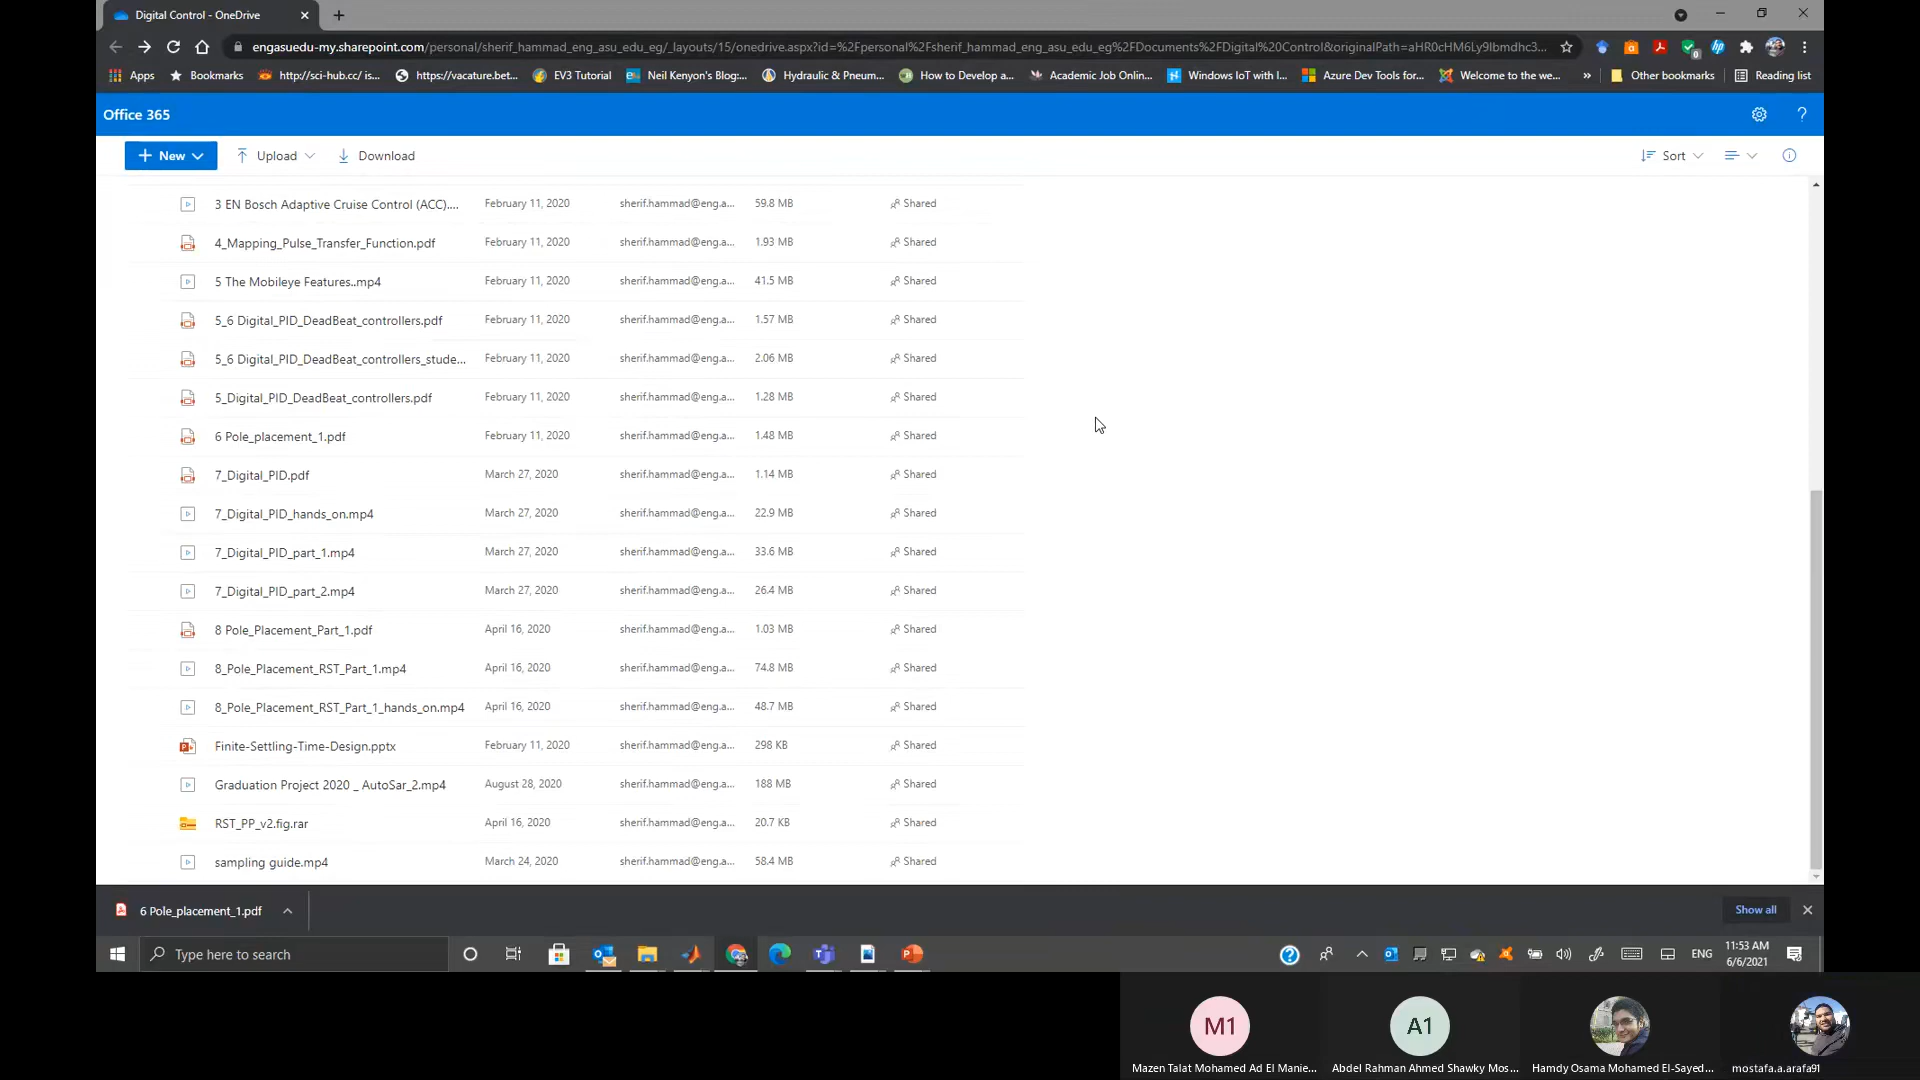 Digital Control - OneDrive
engasuedu-my.sharepoint.com/personal/sherif_hammad_eng_asu_edu_eg/_layouts/15/onedrive.aspx?id=%2Fpersonal%2Fsherif_hammad_eng_asu_edu_eg%2FDocuments%2FDigital%20Control&originalPath=aHR0cHM6Ly9lbmdhc3...
Apps Bookmarks http://sci-hub.cc/ is... https://vacature.bet... EV3 Tutorial Neil Kenyon's Blog:... Hydraulic & Pneum... How to Develop a... Academic Job Onlin... Windows IoT with I... Azure Dev Tools for... Welcome to the we... » Other bookmarks Reading list
Office 365
New Upload Download Sort
3 EN Bosch Adaptive Cruise Control (ACC).... February 11, 2020 sherif.hammad@eng.a... 59.8 MB Shared
4_Mapping_Pulse_Transfer_Function.pdf February 11, 2020 sherif.hammad@eng.a... 1.93 MB Shared
5 The Mobileye Features..mp4 February 11, 2020 sherif.hammad@eng.a... 41.5 MB Shared
5_6 Digital_PID_DeadBeat_controllers.pdf February 11, 2020 sherif.hammad@eng.a... 1.57 MB Shared
5_6 Digital_PID_DeadBeat_controllers_stude... February 11, 2020 sherif.hammad@eng.a... 2.06 MB Shared
5_Digital_PID_DeadBeat_controllers.pdf February 11, 2020 sherif.hammad@eng.a... 1.28 MB Shared
6 Pole_placement_1.pdf February 11, 2020 sherif.hammad@eng.a... 1.48 MB Shared
7_Digital_PID.pdf March 27, 2020 sherif.hammad@eng.a... 1.14 MB Shared
7_Digital_PID_hands_on.mp4 March 27, 2020 sherif.hammad@eng.a... 22.9 MB Shared
7_Digital_PID_part_1.mp4 March 27, 2020 sherif.hammad@eng.a... 33.6 MB Shared
7_Digital_PID_part_2.mp4 March 27, 2020 sherif.hammad@eng.a... 26.4 MB Shared
8 Pole_Placement_Part_1.pdf April 16, 2020 sherif.hammad@eng.a... 1.03 MB Shared
8_Pole_Placement_RST_Part_1.mp4 April 16, 2020 sherif.hammad@eng.a... 74.8 MB Shared
8_Pole_Placement_RST_Part_1_hands_on.mp4 April 16, 2020 sherif.hammad@eng.a... 48.7 MB Shared
Finite-Settling-Time-Design.pptx February 11, 2020 sherif.hammad@eng.a... 298 KB Shared
Graduation Project 2020 _ AutoSar_2.mp4 August 28, 2020 sherif.hammad@eng.a... 188 MB Shared
RST_PP_v2.fig.rar April 16, 2020 sherif.hammad@eng.a... 20.7 KB Shared
sampling guide.mp4 March 24, 2020 sherif.hammad@eng.a... 58.4 MB Shared
6 Pole_placement_1.pdf Show all
Type here to search ENG 11:53 AM
6/6/2021
M1 A1
Mazen Talat Mohamed Ad El Manie... Abdel Rahman Ahmed Shawky Mos... Hamdy Osama Mohamed El-Sayed... mostafa.a.arafa91